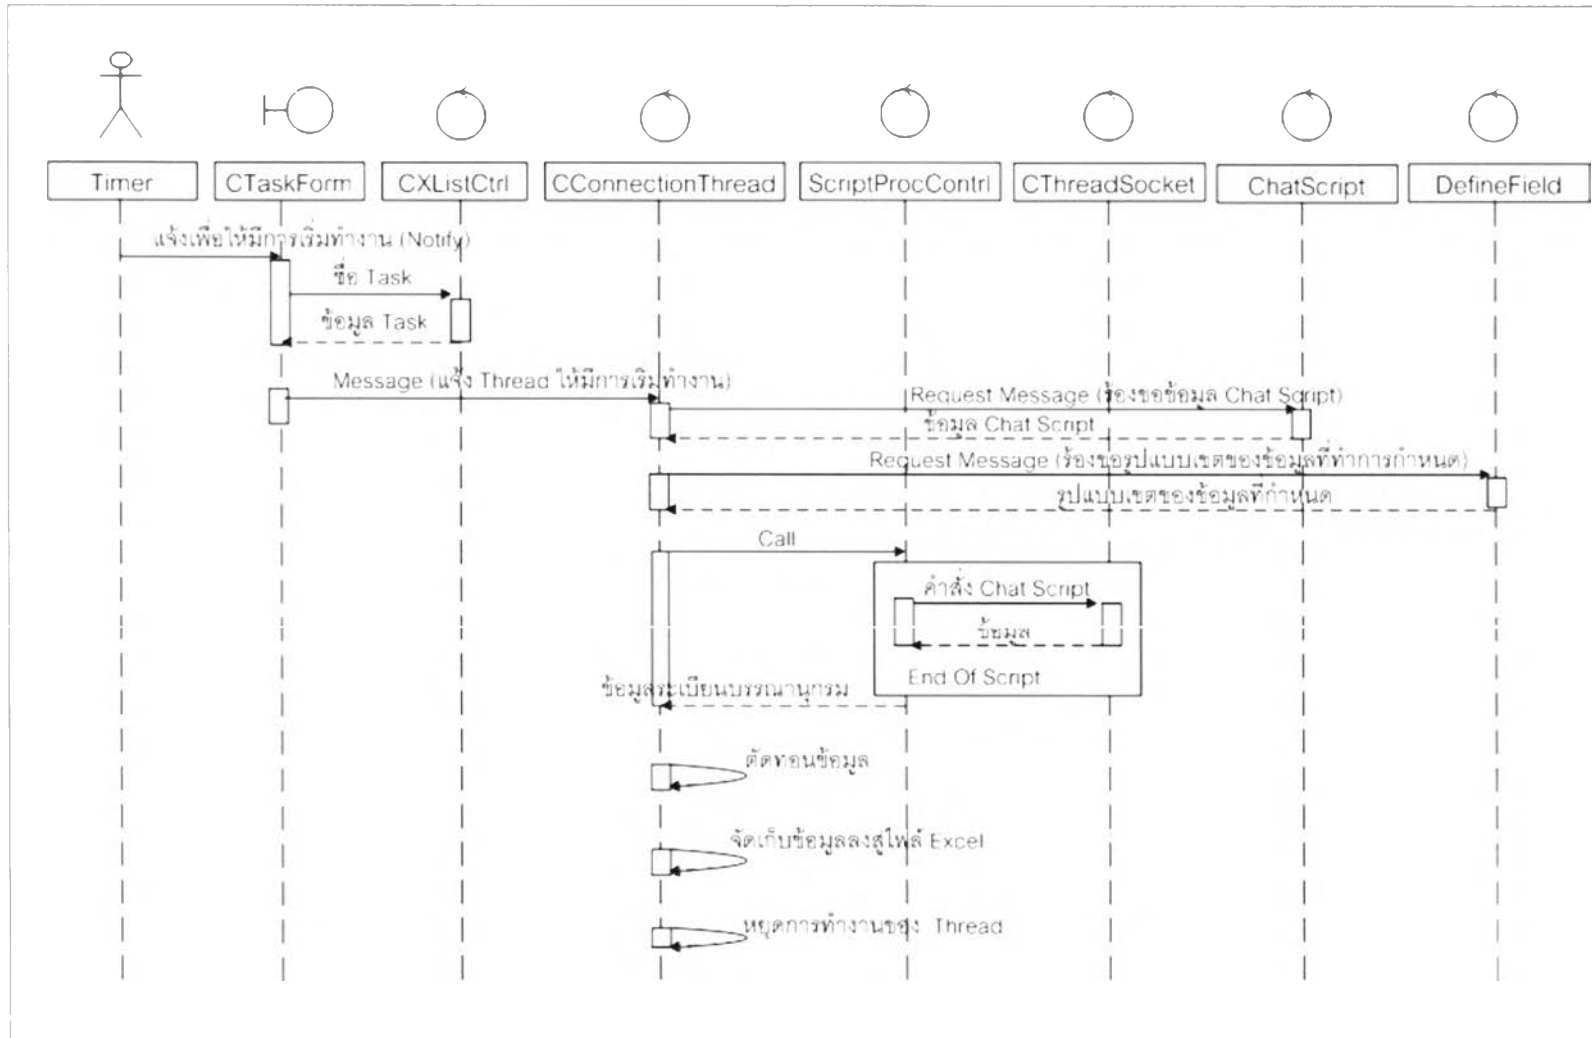 Timer
CTaskForm
CXListCtrl
CConnectionThread
ScriptProcContrl
CThreadSocket
ChatScript
DefineField
แจ้งเพื่อให้มีการเริ่มทำงาน (Notify)
ชื่อ Task
ข้อมูล Task
Message (แจ้ง Thread ให้มีการเริ่มทำงาน)
Request Message (ร้องขอข้อมูล Chat Script)
ข้อมูล Chat Script
Request Message (ร้องขอรูปแบบเขตของข้อมูลที่ทำการกำหนด)
รูปแบบเขตของข้อมูลที่กำหนด
Call
คำสั่ง Chat Script
ข้อมูล
End Of Script
ข้อมูลระเบียนบรรณานุกรม
ตัดทอนข้อมูล
จัดเก็บข้อมูลลงสู่ไฟล์ Excel
หยุดการทำงานของ Thread